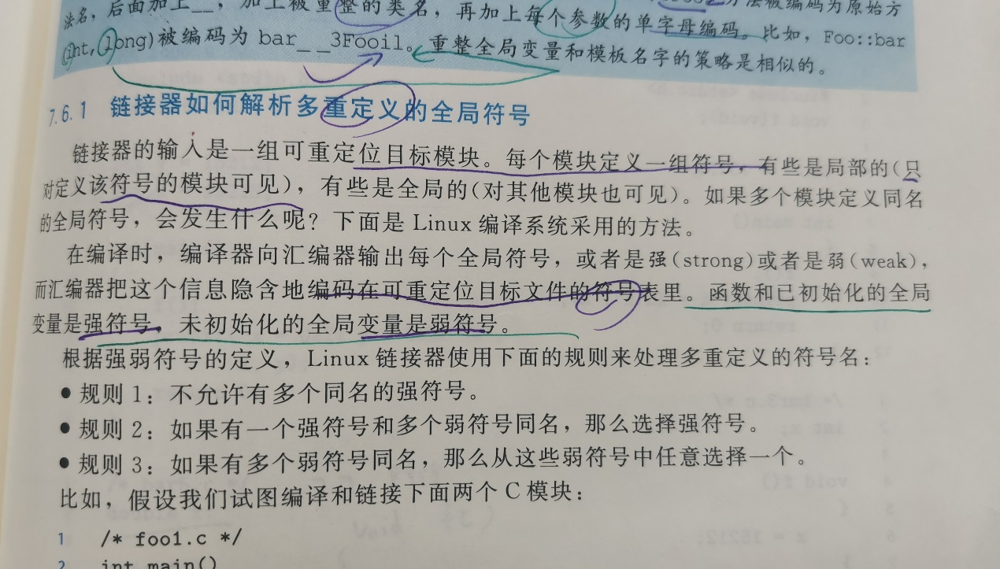 法名，后面加上__，加上被重整的类名，再加上每个参数的单字母编码。比如，Foo::bar
(int,long)被编码为 bar__3Fooil。重整全局变量和模板名字的策略是相似的。
7.6.1 链接器如何解析多重定义的全局符号
链接器的输入是一组可重定位目标模块。每个模块定义一组符号，有些是局部的(只
对定义该符号的模块可见)，有些是全局的(对其他模块也可见)。如果多个模块定义同名
的全局符号，会发生什么呢？下面是 Linux 编译系统采用的方法。
在编译时，编译器向汇编器输出每个全局符号，或者是强(strong)或者是弱(weak)，
而汇编器把这个信息隐含地编码在可重定位目标文件的符号表里。函数和已初始化的全局
变量是强符号，未初始化的全局变量是弱符号。
根据强弱符号的定义，Linux 链接器使用下面的规则来处理多重定义的符号名：
● 规则 1：不允许有多个同名的强符号。
● 规则 2：如果有一个强符号和多个弱符号同名，那么选择强符号。
● 规则 3：如果有多个弱符号同名，那么从这些弱符号中任意选择一个。
比如，假设我们试图编译和链接下面两个 C 模块：
1 /* foo1.c */
2 int main()